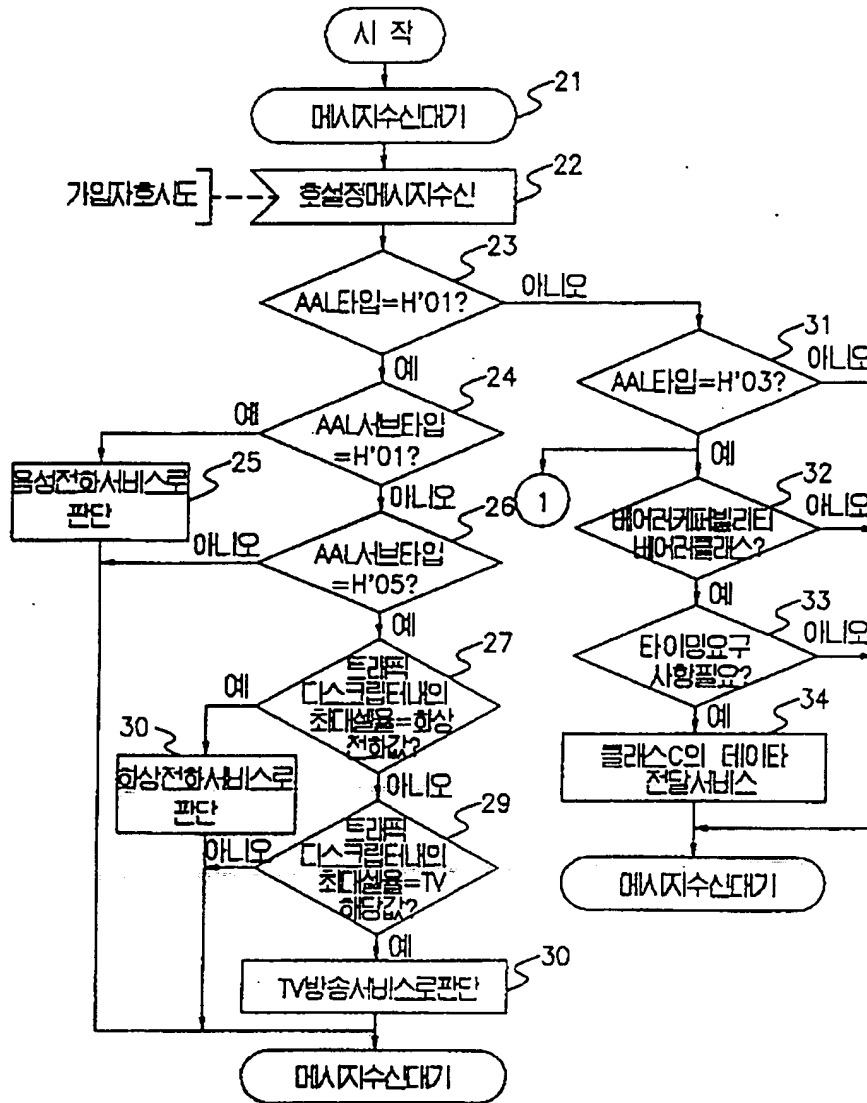 시 작
21
메시지수신대기
22
가입자호시도
호설정메시지수신
23
AAL타입=H'01?
아니오
31
AAL타입=H'03?
아니오
예
24
예
AAL서브타입
=H'01?
예
25
음성전화서비스로
판단
아니오
1
32
베어러케퍼빌리티
베어러클래스?
아니오
26
아니오
AAL서브타입
=H'05?
예
33
타이밍요구
사항필요?
아니오
예
27
트래픽
디스크립터내의
최대셀율=화상
전화값?
예
예
34
클래스C의 데이타
전달서비스
30
화상전화서비스로
판단
아니오
29
트래픽
디스크립터내의
최대셀율=TV
해당값?
아니오
메시지수신대기
예
30
TV방송서비스로판단
메시지수신대기